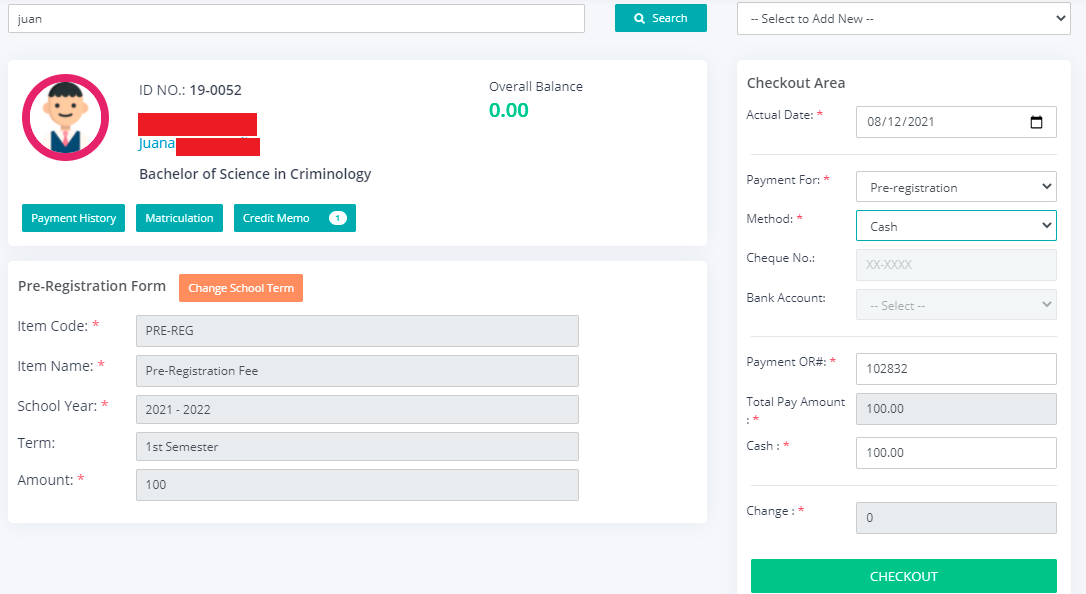 juan
Search
-- Select to Add New --
ID NO.: 19-0052
Juana
Bachelor of Science in Criminology
Overall Balance
0.00
Payment History
Matriculation
Credit Memo 1
Pre-Registration Form
Change School Term
Item Code: *
PRE-REG
Item Name: *
Pre-Registration Fee
School Year: *
2021 - 2022
Term:
1st Semester
Amount: *
100
Checkout Area
Actual Date: *
08/12/2021
Payment For: *
Pre-registration
Method: *
Cash
Cheque No.:
XX-XXXX
Bank Account:
-- Select --
Payment OR#: *
102832
Total Pay Amount
: *
100.00
Cash : *
100.00
Change : *
0
CHECKOUT